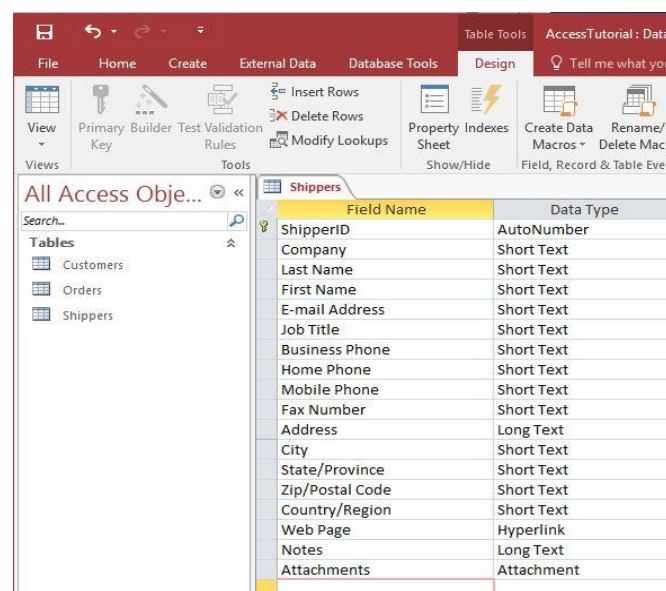 Table Tools AccessTutorial : Data
File Home Create External Data Database Tools Design Tell me what you
View Primary Key Builder Test Validation Rules Insert Rows Delete Rows Modify Lookups Property Sheet Indexes Create Data Macros Rename/ Delete Mac
Views Tools Show/Hide Field, Record & Table Eve
All Access Obje... « Shippers
Search...
Tables
Customers
Orders
Shippers
Field Name Data Type
ShipperID AutoNumber
Company Short Text
Last Name Short Text
First Name Short Text
E-mail Address Short Text
Job Title Short Text
Business Phone Short Text
Home Phone Short Text
Mobile Phone Short Text
Fax Number Short Text
Address Long Text
City Short Text
State/Province Short Text
Zip/Postal Code Short Text
Country/Region Short Text
Web Page Hyperlink
Notes Long Text
Attachments Attachment